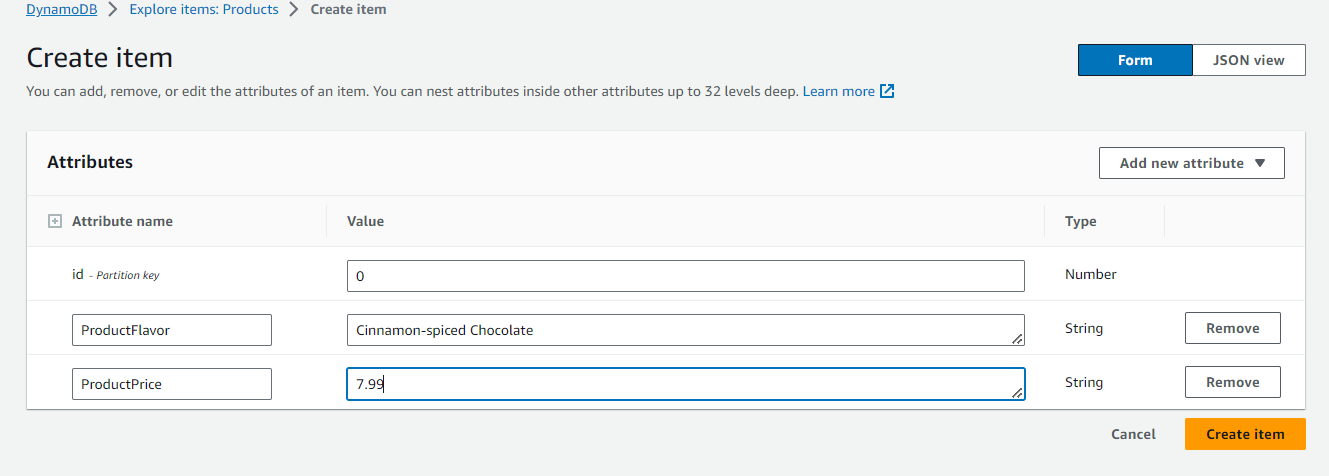 DynamoDB > Explore items: Products > Create item
Create item
Form JSON view
You can add, remove, or edit the attributes of an item. You can nest attributes inside other attributes up to 32 levels deep. Learn more
Attributes
Add new attribute
Attribute name Value Type
id - Partition key 0 Number
ProductFlavor Cinnamon-spiced Chocolate String Remove
ProductPrice 7.99 String Remove
Cancel Create item